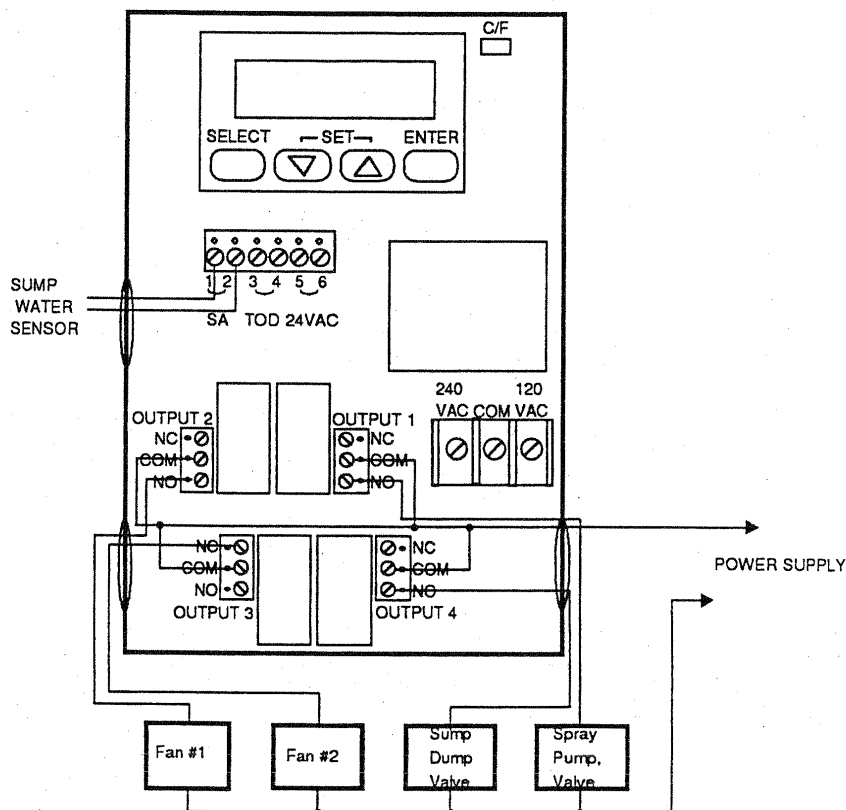 C/F
SELECT SET ENTER
1 2 3 4 5 6
SUMP
WATER
SENSOR
SA TOD 24VAC
240 120
VAC COM VAC
OUTPUT 2 OUTPUT 1
NC NC
COM COM
NO NO
NC NC
COM COM
NO NO
OUTPUT 3 OUTPUT 4
POWER SUPPLY
Fan #1
Fan #2
Sump
Dump
Valve
Spray
Pump,
Valve